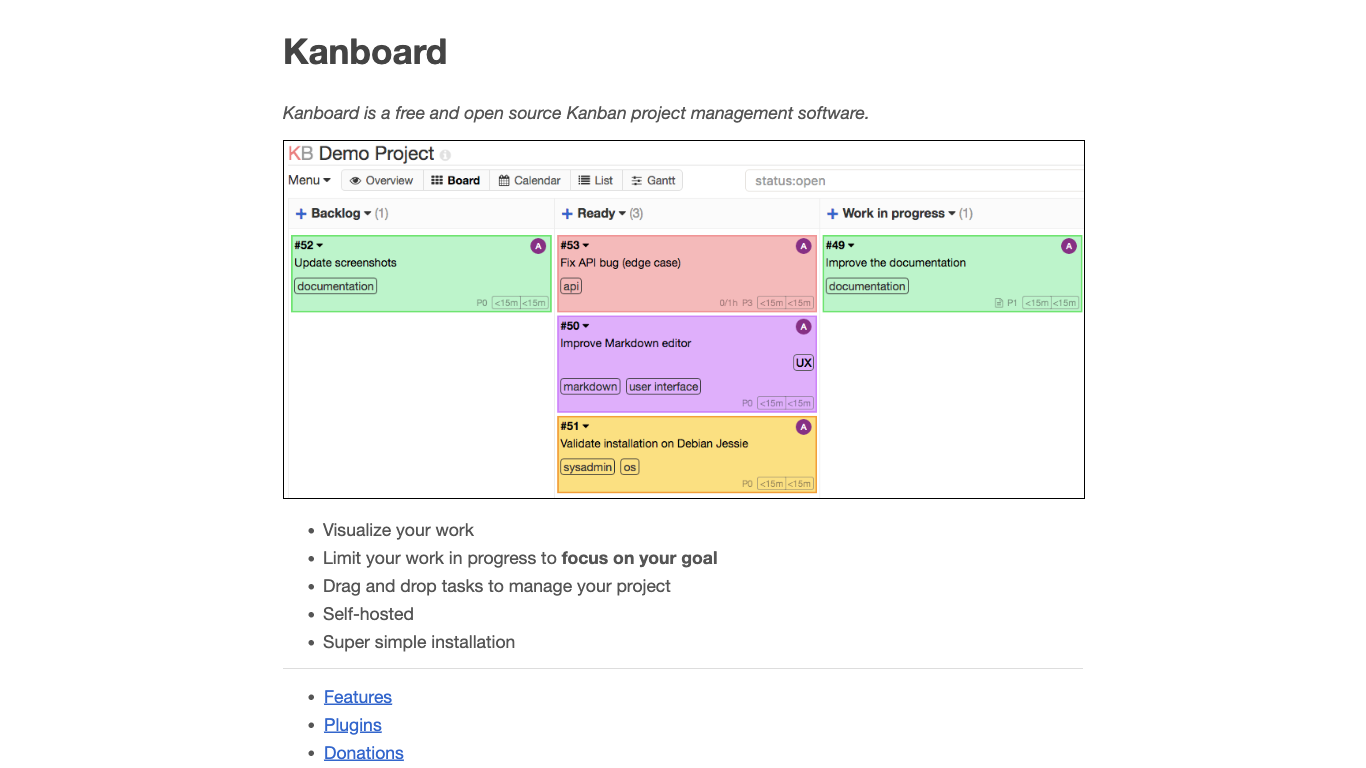 Kanboard
Kanboard is a free and open source Kanban project management software.
KB Demo Project
Menu Overview Board Calendar List Gantt status:open
+ Backlog (1) + Ready (3) + Work in progress (1)
#52 A
Update screenshots
documentation
P0 <15m <15m
#53 A
Fix API bug (edge case)
api
0/1h P3 <15m <15m
#50 A
Improve Markdown editor
UX
markdown user interface
P0 <15m <15m
#51 A
Validate installation on Debian Jessie
sysadmin os
P0 <15m <15m
#49 A
Improve the documentation
documentation
P1 <15m <15m
• Visualize your work
• Limit your work in progress to focus on your goal
• Drag and drop tasks to manage your project
• Self-hosted
• Super simple installation
• Features
• Plugins
• Donations